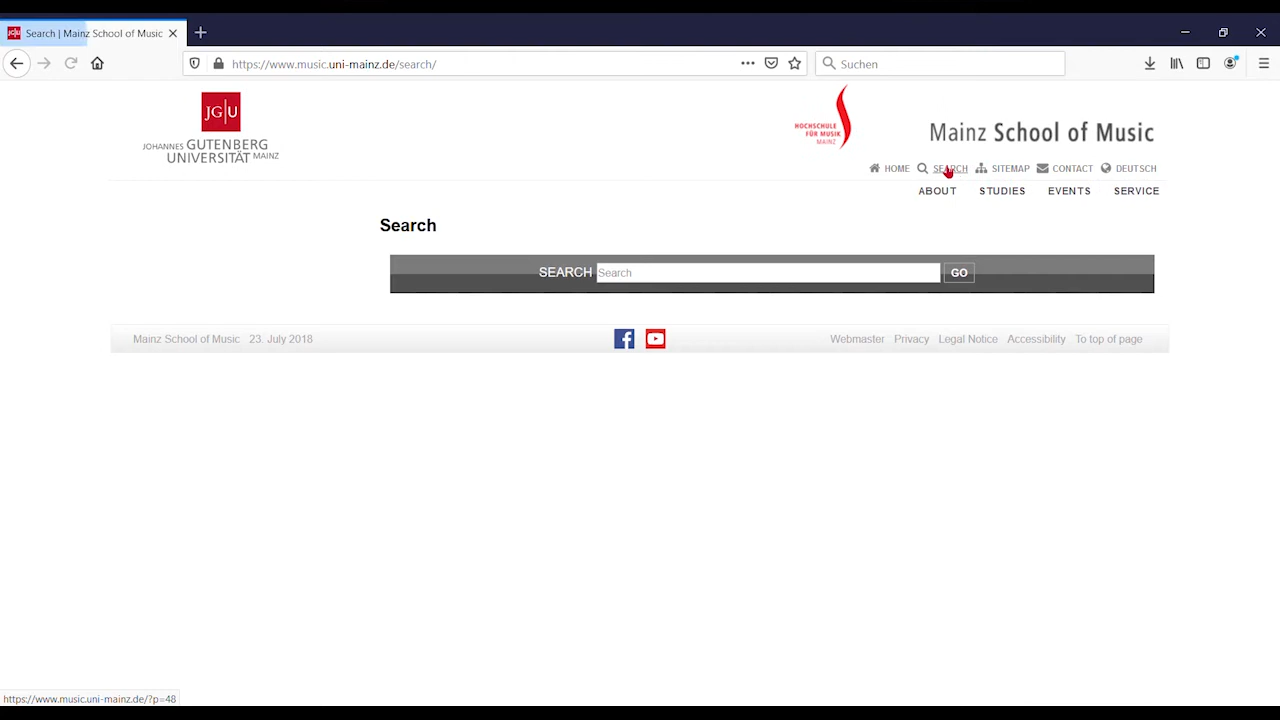 Search | Mainz School of Music
https://www.music.uni-mainz.de/search/
Suchen
JG|U
JOHANNES GUTENBERG
UNIVERSITÄT MAINZ
HOCHSCHULE
FÜR MUSIK
MAINZ
Mainz School of Music
HOME SEARCH SITEMAP CONTACT DEUTSCH
ABOUT STUDIES EVENTS SERVICE
Search
SEARCH Search GO
Mainz School of Music 23. July 2018
Webmaster Privacy Legal Notice Accessibility To top of page
https://www.music.uni-mainz.de/?p=48